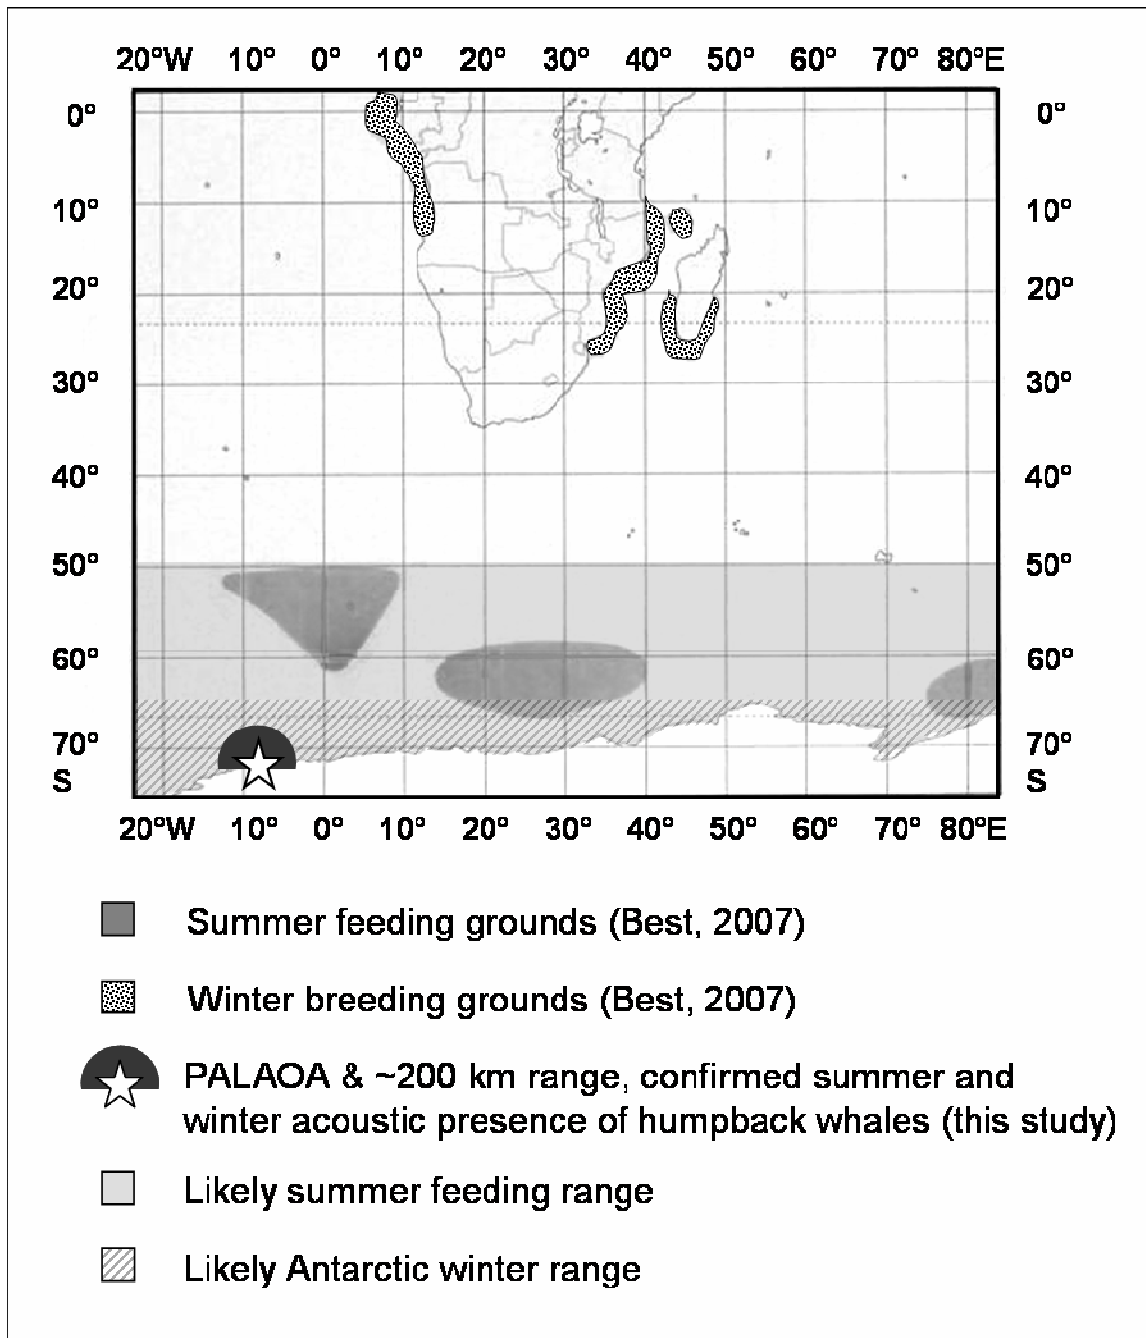 20°W 10° 0° 10° 20° 30° 40° 50° 60° 70° 80°E
0° 0°
10° 10°
20° 20°
30° 30°
40° 40°
50° 50°
60° 60°
70° 70°
S S
20°W 10° 0° 10° 20° 30° 40° 50° 60° 70° 80°E
Summer feeding grounds (Best, 2007)
Winter breeding grounds (Best, 2007)
PALAOA & ~200 km range, confirmed summer and
winter acoustic presence of humpback whales (this study)
Likely summer feeding range
Likely Antarctic winter range